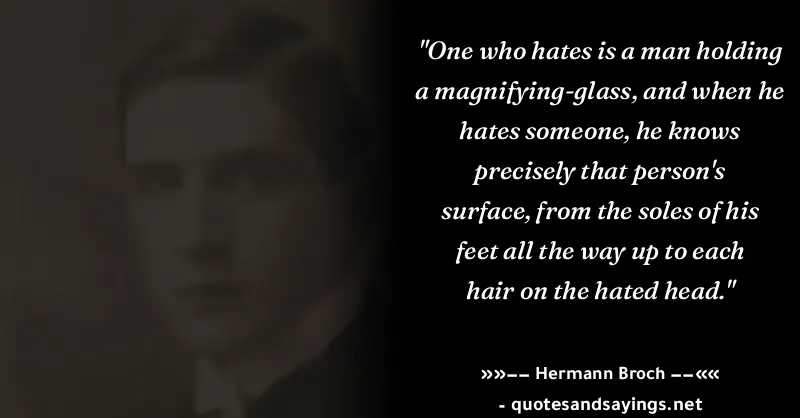 "One who hates is a man holding
a magnifying-glass, and when he
hates someone, he knows
precisely that person's
surface, from the soles of his
feet all the way up to each
hair on the hated head."
»»−− Hermann Broch −−««
- quotesandsayings.net